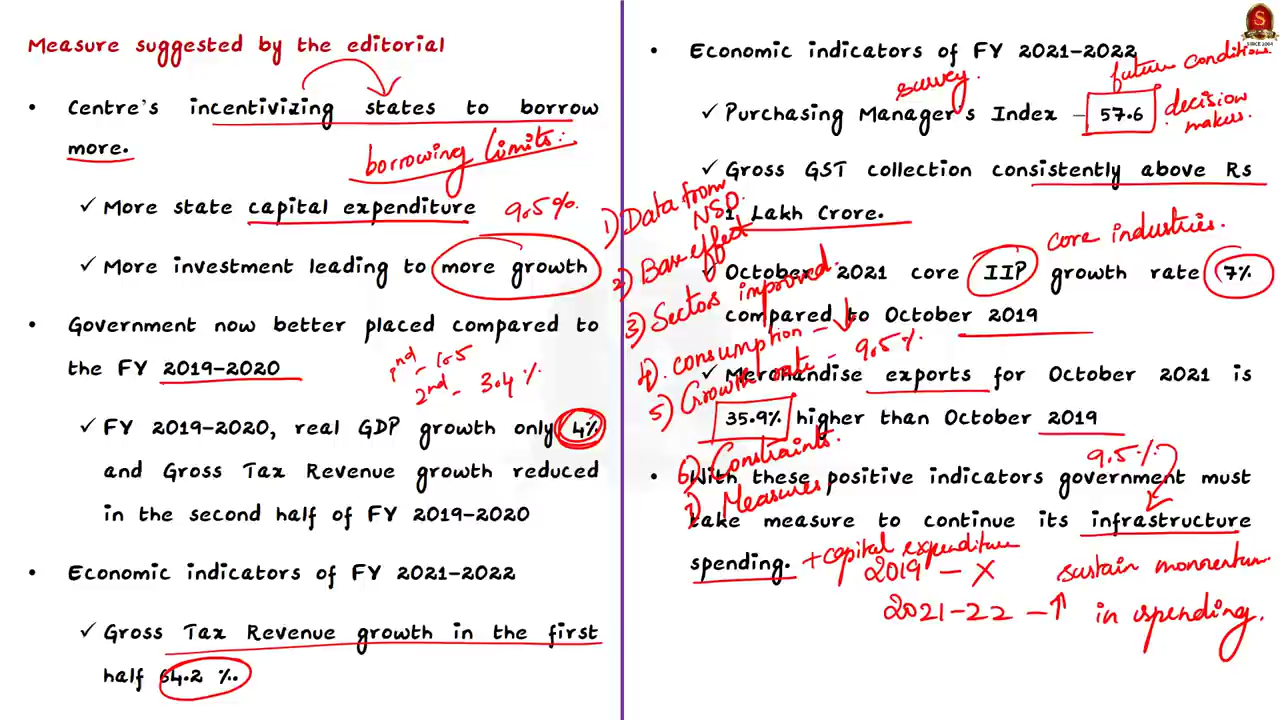 Measure suggested by the editorial
• Centre's incentivizing states to borrow
more.
borrowing limits:
✓ More state capital expenditure 9.5%
✓ More investment leading to more growth
• Government now better placed compared to
the FY 2019-2020
1nd - 1.5
2nd - 3.4 %
✓ FY 2019-2020, real GDP growth only 4%
and Gross Tax Revenue growth reduced
in the second half of FY 2019-2020
• Economic indicators of FY 2021-2022
✓ Gross Tax Revenue growth in the first
half 64.2 %.
S
SINCE 2004
• Economic indicators of FY 2021-2022
survey.
future conditions.
✓ Purchasing Manager's Index - 57.6
decision
makers.
✓ Gross GST collection consistently above Rs
1 Lakh Crore.
core industries.
✓ October 2021 core IIP growth rate 7%
compared to October 2019
✓ Merchandise exports for October 2021 is
35.9% higher than October 2019
1) Data from
NSO.
2) Base effect
3) Sectors improved.
4). consumption - ↓
5) Growth rate - 9.5%.
6) Constraints.
7) Measures
9.5%
• With these positive indicators government must
take measure to continue its infrastructure
spending. + capital expenditure
2019 - X
2021-22 - ↑
sustain momentum
in spending.